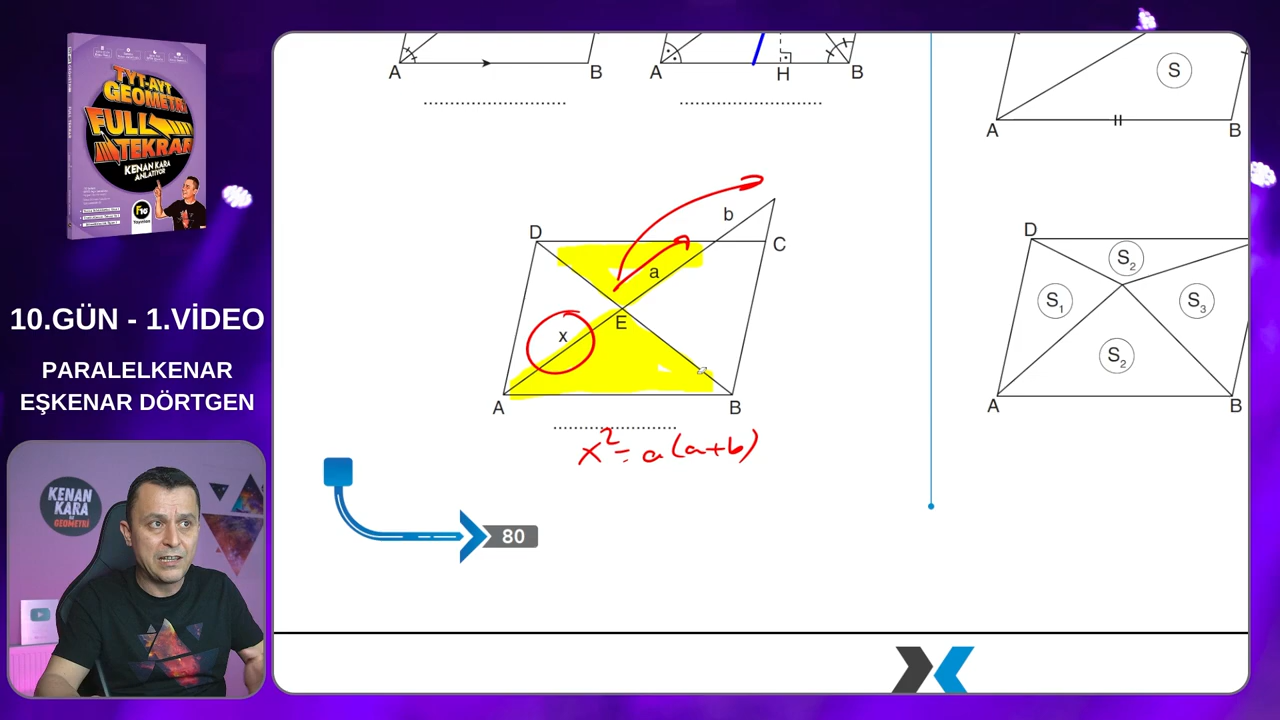 TYT-AYT
GEOMETRİ
FULL
TEKRAR
KENAN KARA
ANLATIYOR
10.GÜN - 1.VİDEO
PARALELKENAR
EŞKENAR DÖRTGEN
KENAN
KARA
GEOMETRİ
A B
A H B
..........................
..........................
D C
b
a
x
E
A B
.......................
x² = a(a+b)
80
S
A B
D
S₂
S₁ S₃
S₂
A B